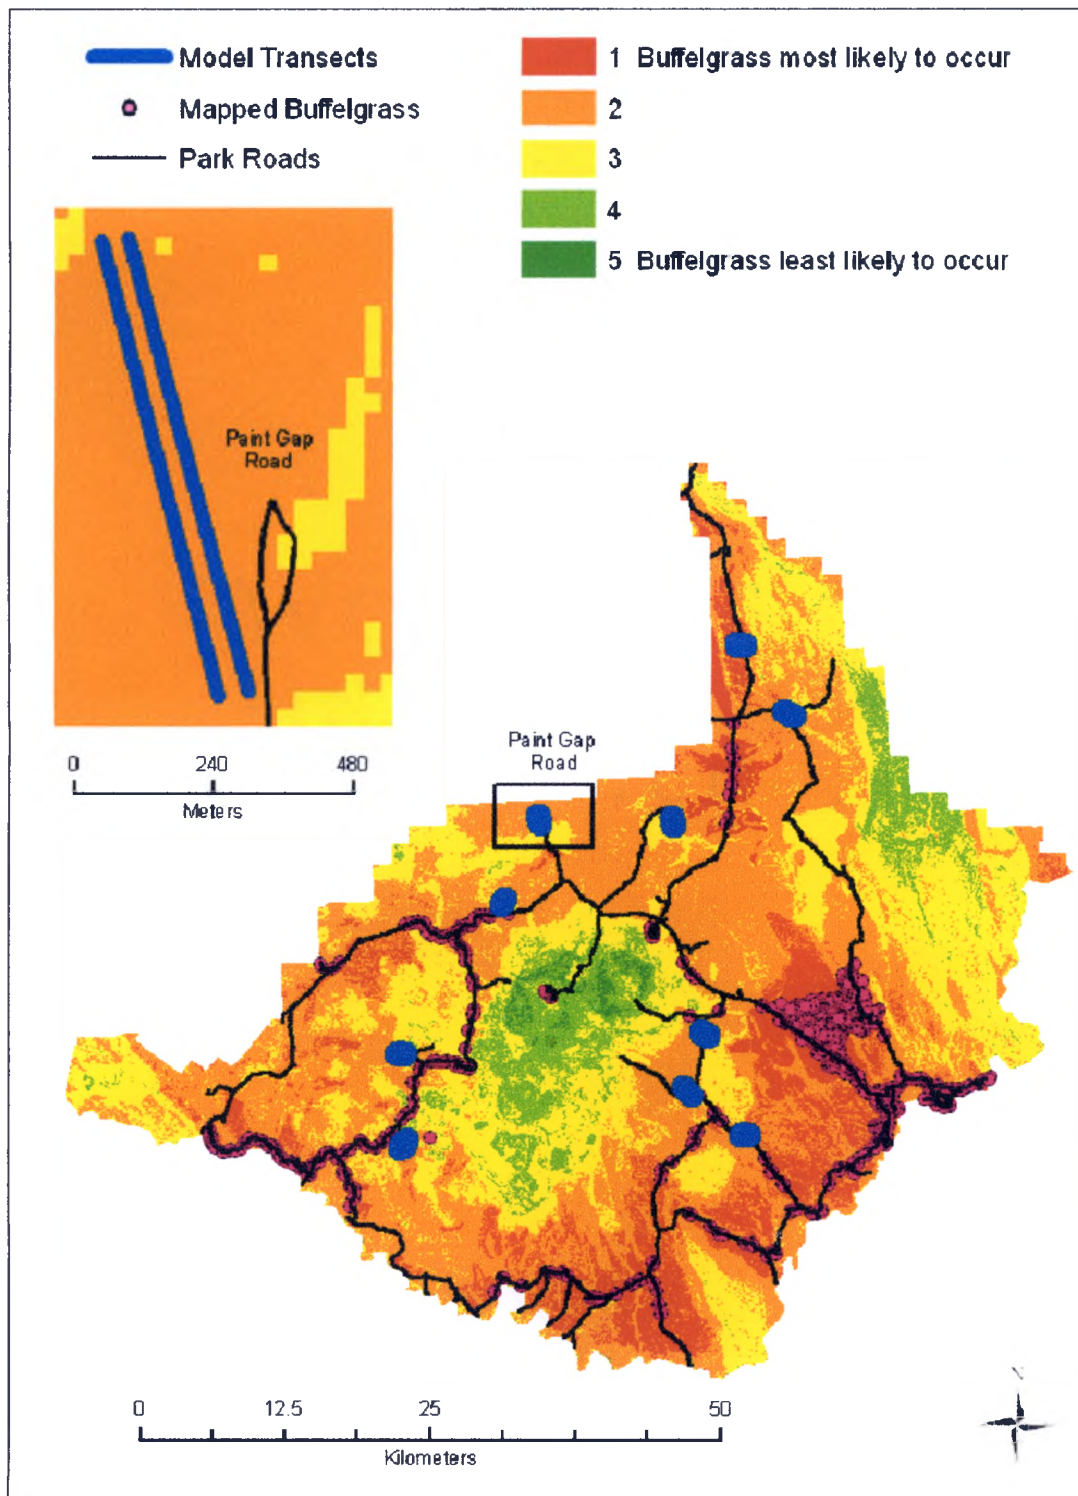 Model Transects
Mapped Buffelgrass
Park Roads
1 Buffelgrass most likely to occur
2
3
4
5 Buffelgrass least likely to occur
Paint Gap
Road
0 240 480
Meters
Paint Gap
Road
0 12.5 25 50
Kilometers
N